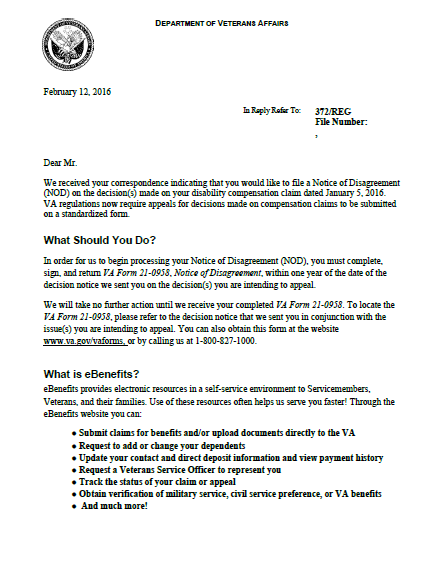 DEPARTMENT OF VETERANS AFFAIRS
February 12, 2016
In Reply Refer To: 372/REG
File Number:
,
Dear Mr.
We received your correspondence indicating that you would like to file a Notice of Disagreement
(NOD) on the decision(s) made on your disability compensation claim dated January 5, 2016.
VA regulations now require appeals for decisions made on compensation claims to be submitted
on a standardized form.
What Should You Do?
In order for us to begin processing your Notice of Disagreement (NOD), you must complete,
sign, and return VA Form 21-0958, Notice of Disagreement, within one year of the date of the
decision notice we sent you on the decision(s) you are intending to appeal.
We will take no further action until we receive your completed VA Form 21-0958. To locate the
VA Form 21-0958, please refer to the decision notice that we sent you in conjunction with the
issue(s) you are intending to appeal. You can also obtain this form at the website
www.va.gov/vaforms, or by calling us at 1-800-827-1000.
What is eBenefits?
eBenefits provides electronic resources in a self-service environment to Servicemembers,
Veterans, and their families. Use of these resources often helps us serve you faster! Through the
eBenefits website you can:
● Submit claims for benefits and/or upload documents directly to the VA
● Request to add or change your dependents
● Update your contact and direct deposit information and view payment history
● Request a Veterans Service Officer to represent you
● Track the status of your claim or appeal
● Obtain verification of military service, civil service preference, or VA benefits
● And much more!